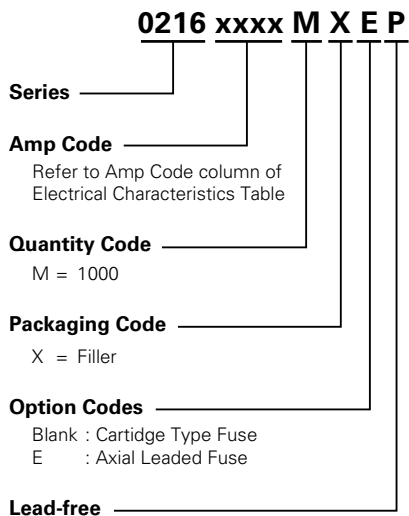 0216 xxxx M X E P
Series
Amp Code
Refer to Amp Code column of
Electrical Characteristics Table
Quantity Code
M = 1000
Packaging Code
X = Filler
Option Codes
Blank : Cartidge Type Fuse
E : Axial Leaded Fuse
Lead-free